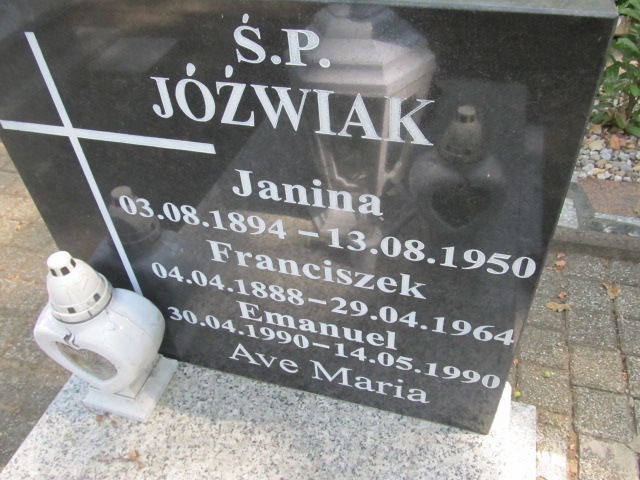 Ś.P.
JÓŹWIAK
Janina
03.08.1894 – 13.08.1950
Franciszek
04.04.1888 – 29.04.1964
Emanuel
30.04.1990 – 14.05.1990
Ave Maria